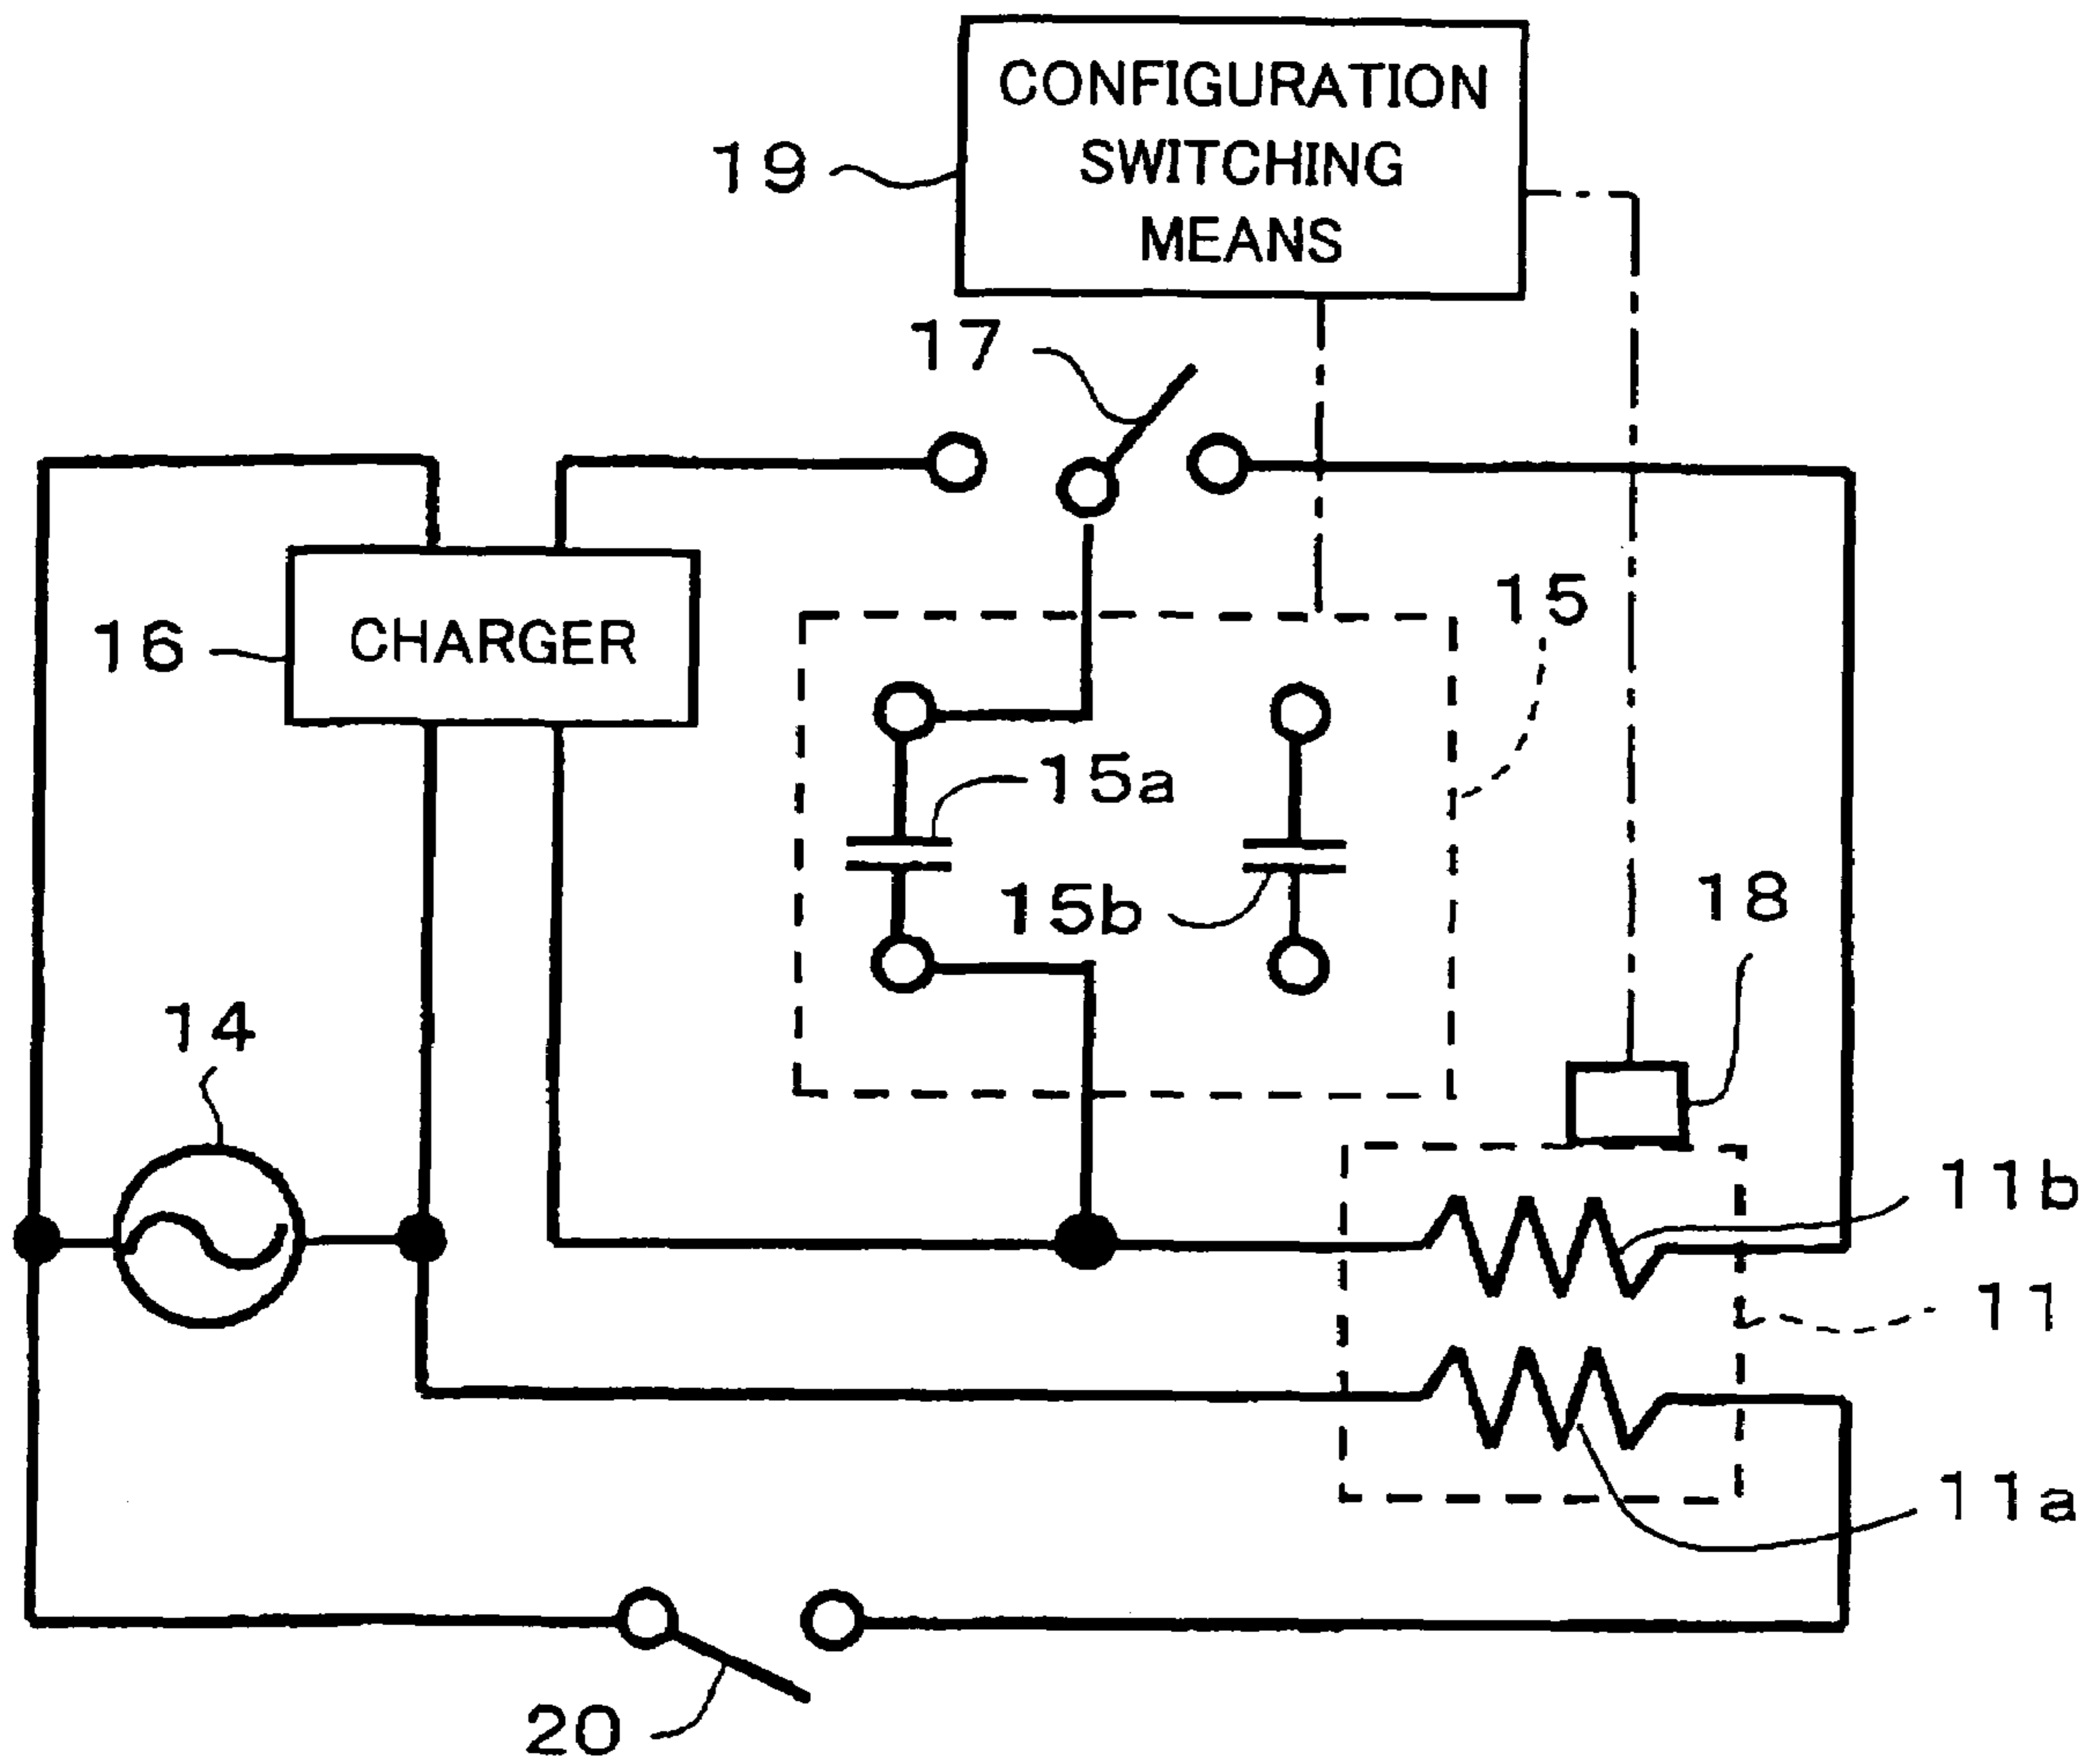 CONFIGURATION
SWITCHING
MEANS
19
17
15
16
CHARGER
15a
15b
18
14
11b
11
11a
20